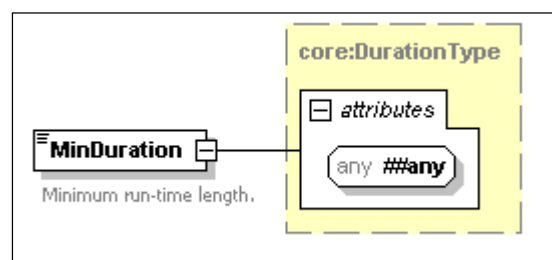 core:DurationType
attributes
MinDuration
any ##any
Minimum run-time length.